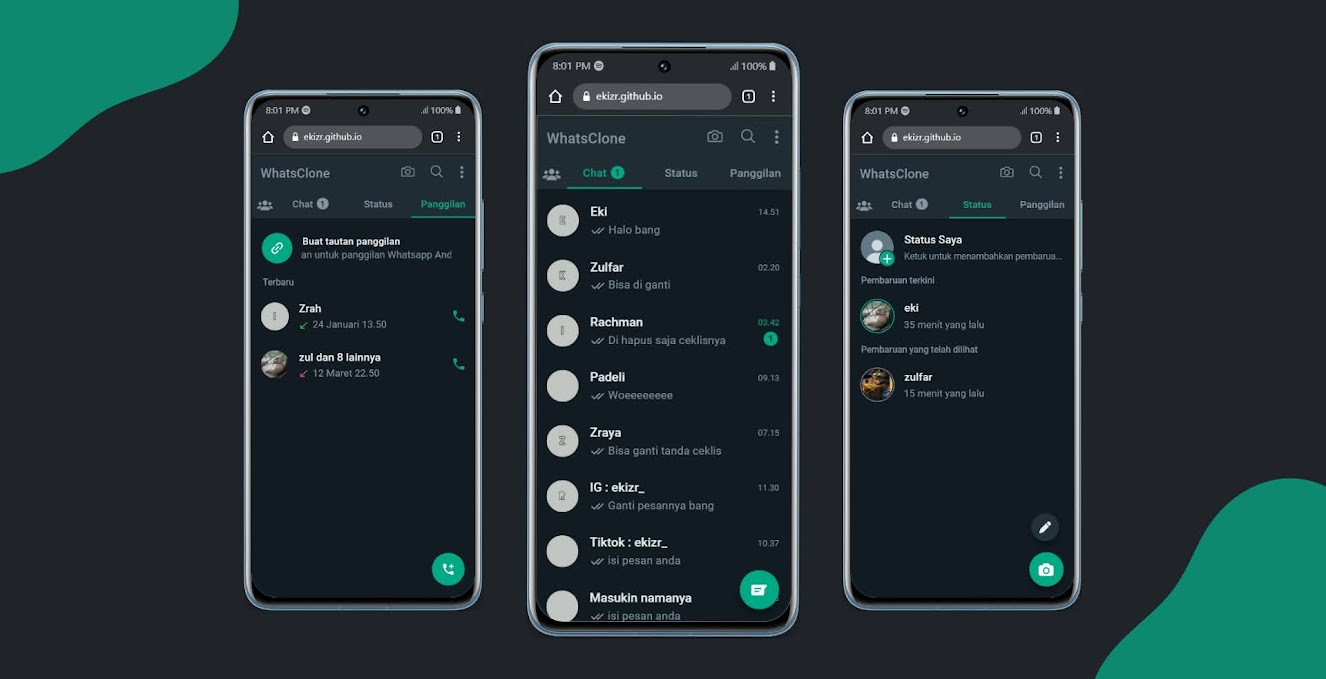 8:01 PM
100%
ekizr.github.io
1
WhatsClone
Chat 1
Status
Panggilan
Buat tautan panggilan
an untuk panggilan Whatsapp And
Terbaru
Zrah
24 Januari 13.50
zul dan 8 lainnya
12 Maret 22.50
8:01 PM
100%
ekizr.github.io
1
WhatsClone
Chat 1
Status
Panggilan
Eki
14.51
Halo bang
Zulfar
02.20
Bisa di ganti
Rachman
03.42
Di hapus saja ceklisnya
1
Padeli
09.13
Woeeeeeeee
Zraya
07.15
Bisa ganti tanda ceklis
IG : ekizr_
11.30
Ganti pesannya bang
Tiktok : ekizr_
10.37
isi pesan anda
Masukin namanya
isi pesan anda
8:01 PM
100%
ekizr.github.io
1
WhatsClone
Chat 1
Status
Panggilan
Status Saya
Ketuk untuk menambahkan pembarua...
Pembaruan terkini
eki
35 menit yang lalu
Pembaruan yang telah dilihat
zulfar
15 menit yang lalu